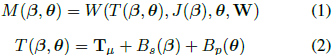 M(β, θ) = W(T(β, θ), J(β), θ, W) (1)
T(β, θ) = T_μ + B_s(β) + B_p(θ) (2)